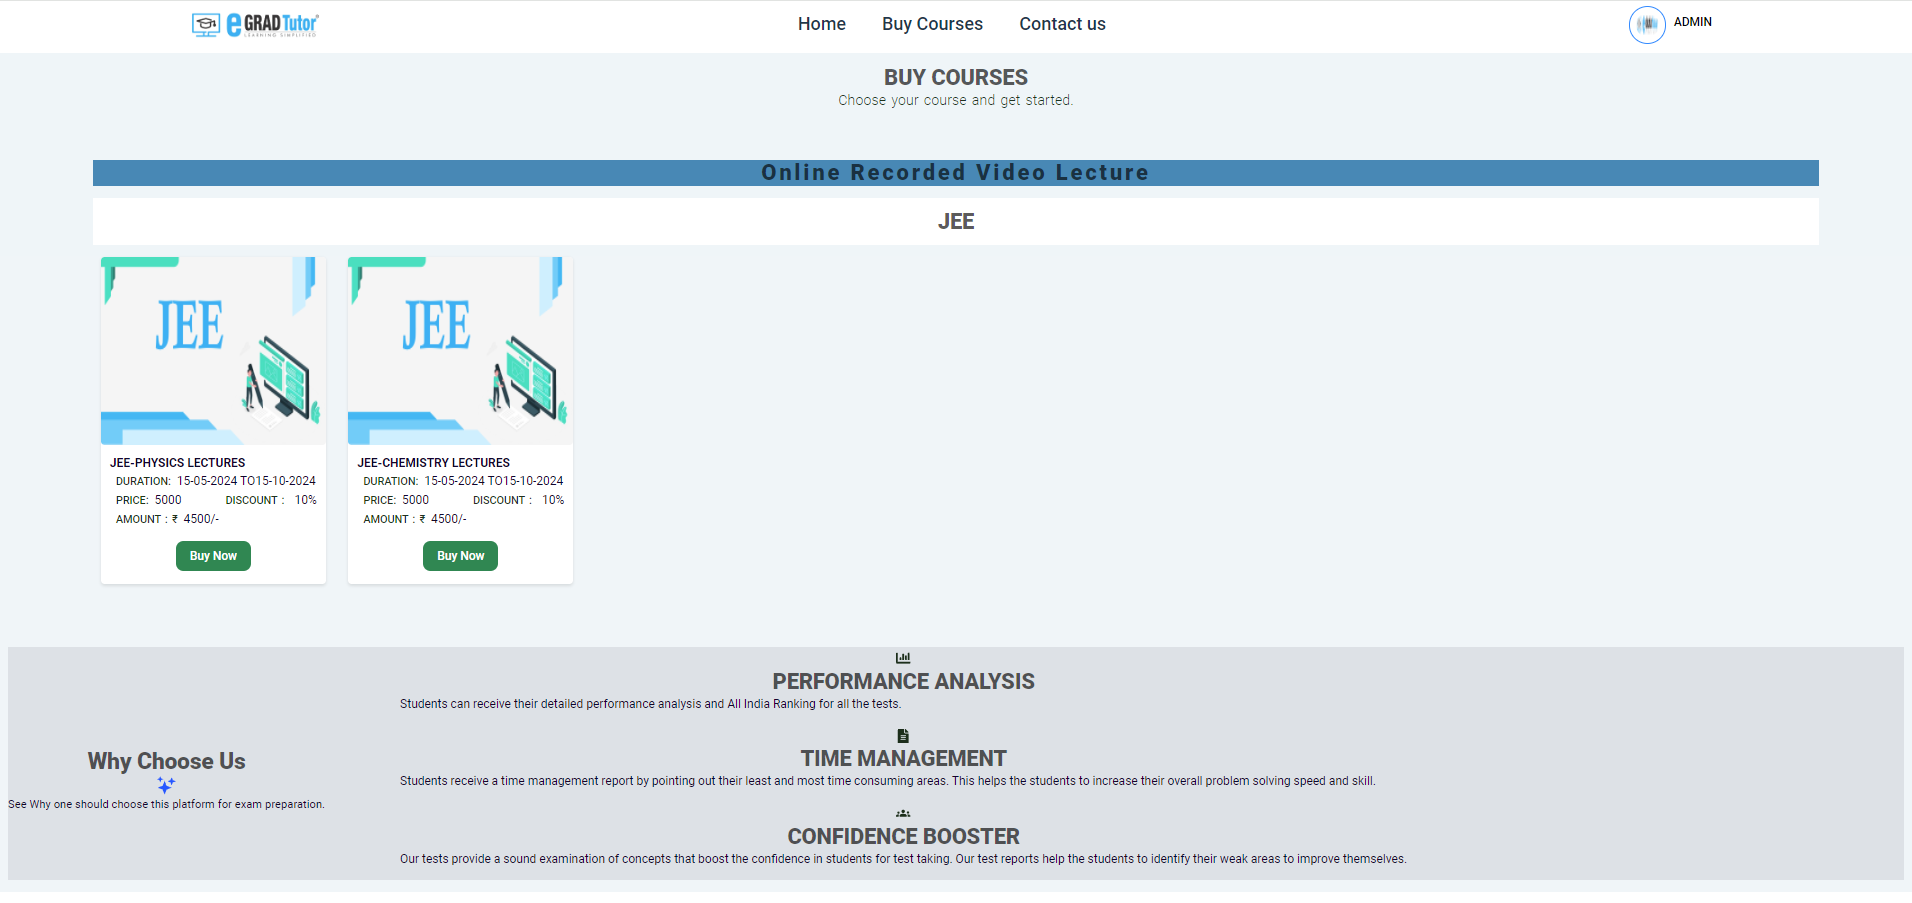 e GRAD Tutor
LEARNING SIMPLIFIED
Home Buy Courses Contact us
ADMIN
BUY COURSES
Choose your course and get started.
Online Recorded Video Lecture
JEE
JEE
JEE-PHYSICS LECTURES
DURATION: 15-05-2024 TO15-10-2024
PRICE: 5000 DISCOUNT : 10%
AMOUNT : ₹ 4500/-
Buy Now
JEE
JEE-CHEMISTRY LECTURES
DURATION: 15-05-2024 TO15-10-2024
PRICE: 5000 DISCOUNT : 10%
AMOUNT : ₹ 4500/-
Buy Now
Why Choose Us
See Why one should choose this platform for exam preparation.
PERFORMANCE ANALYSIS
Students can receive their detailed performance analysis and All India Ranking for all the tests.
TIME MANAGEMENT
Students receive a time management report by pointing out their least and most time consuming areas. This helps the students to increase their overall problem solving speed and skill.
CONFIDENCE BOOSTER
Our tests provide a sound examination of concepts that boost the confidence in students for test taking. Our test reports help the students to identify their weak areas to improve themselves.